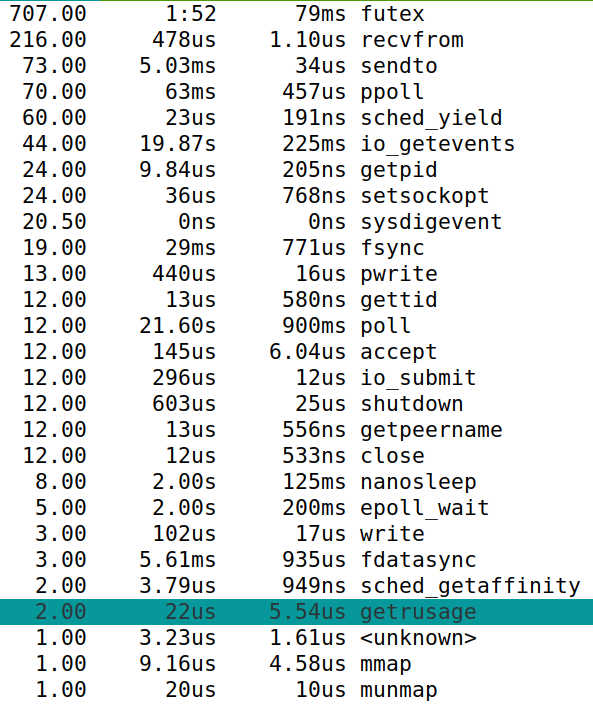 707.00 1:52 79ms futex
216.00 478us 1.10us recvfrom
73.00 5.03ms 34us sendto
70.00 63ms 457us ppoll
60.00 23us 191ns sched_yield
44.00 19.87s 225ms io_getevents
24.00 9.84us 205ns getpid
24.00 36us 768ns setsockopt
20.50 0ns 0ns sysdigevent
19.00 29ms 771us fsync
13.00 440us 16us pwrite
12.00 13us 580ns gettid
12.00 21.60s 900ms poll
12.00 145us 6.04us accept
12.00 296us 12us io_submit
12.00 603us 25us shutdown
12.00 13us 556ns getpeername
12.00 12us 533ns close
8.00 2.00s 125ms nanosleep
5.00 2.00s 200ms epoll_wait
3.00 102us 17us write
3.00 5.61ms 935us fdatasync
2.00 3.79us 949ns sched_getaffinity
2.00 22us 5.54us getrusage
1.00 3.23us 1.61us <unknown>
1.00 9.16us 4.58us mmap
1.00 20us 10us munmap